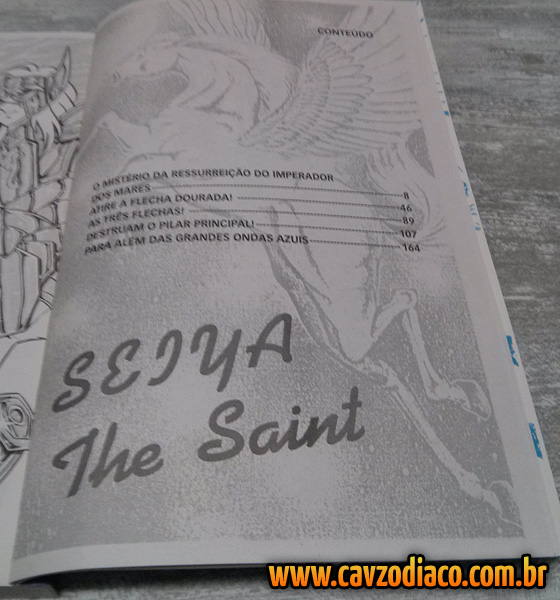 CONTEÚDO
O MISTÉRIO DA RESSURREIÇÃO DO IMPERADOR
DOS MARES 8
ATIRE A FLECHA DOURADA! 46
AS TRÊS FLECHAS! 89
DESTRUAM O PILAR PRINCIPAL! 107
PARA ALÉM DAS GRANDES ONDAS AZUIS 164
SEIYA
The Saint
www.cavzodiaco.com.br